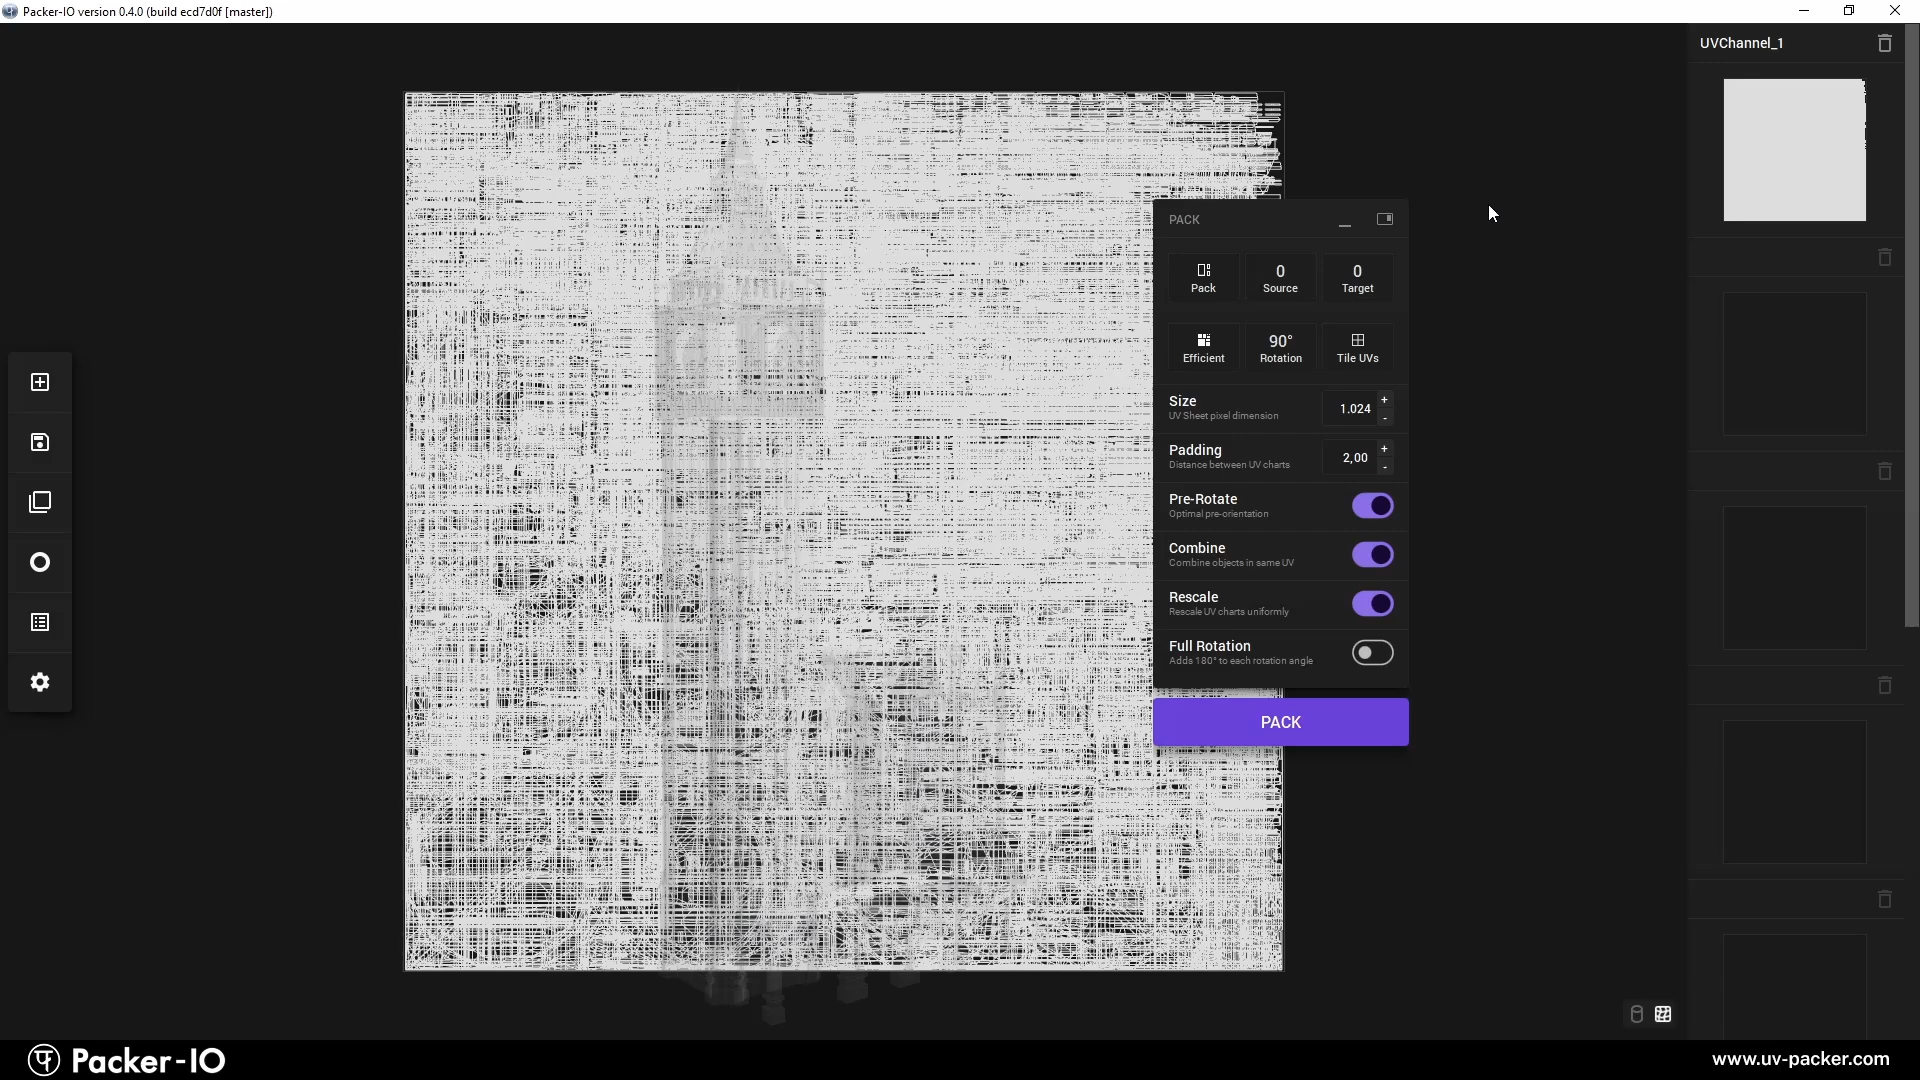 Packer-IO version 0.4.0 (build ecd7d0f [master])
UVChannel_1
PACK
Pack
0
Source
0
Target
Efficient
90°
Rotation
Tile UVs
Size
UV Sheet pixel dimension
1.024
+
-
Padding
Distance between UV charts
2,00
+
-
Pre-Rotate
Optimal pre-orientation
Combine
Combine objects in same UV
Rescale
Rescale UV charts uniformly
Full Rotation
Adds 180° to each rotation angle
PACK
Packer-IO
www.uv-packer.com